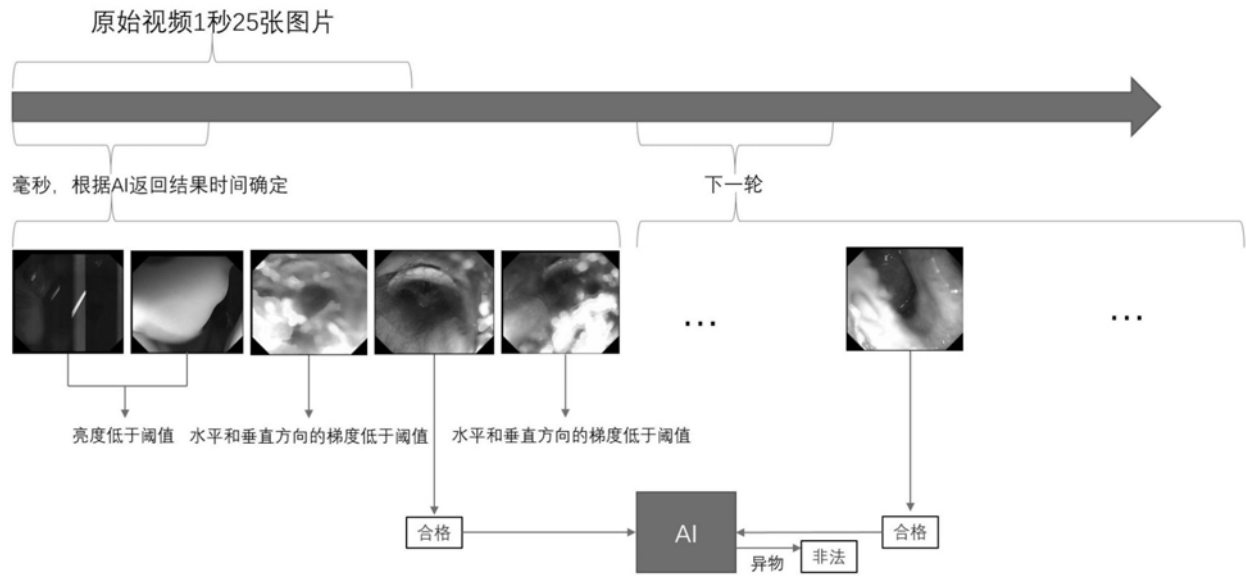 原始视频1秒25张图片
毫秒，根据AI返回结果时间确定
下一轮
...
...
亮度低于阈值
水平和垂直方向的梯度低于阈值
水平和垂直方向的梯度低于阈值
合格
AI
合格
异物
非法